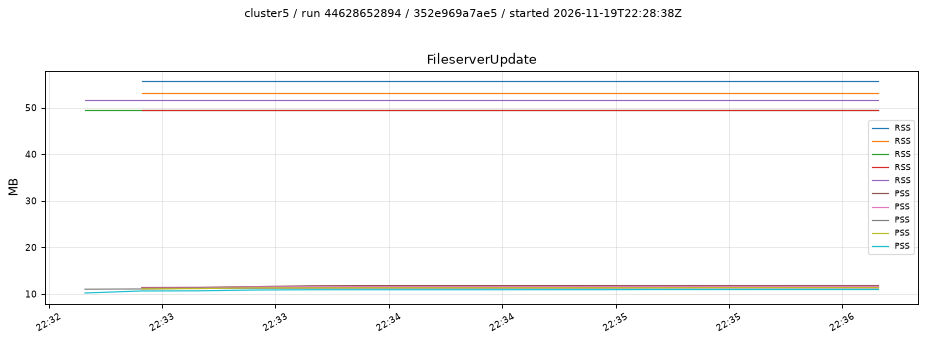 cluster5 / run 44628652894 / 352e969a7ae5 / started 2026-11-19T22:28:38Z
FileserverUpdate
MB
50
40
30
20
10
22:32
22:33
22:33
22:34
22:34
22:35
22:35
22:36
RSS
RSS
RSS
RSS
RSS
PSS
PSS
PSS
PSS
PSS